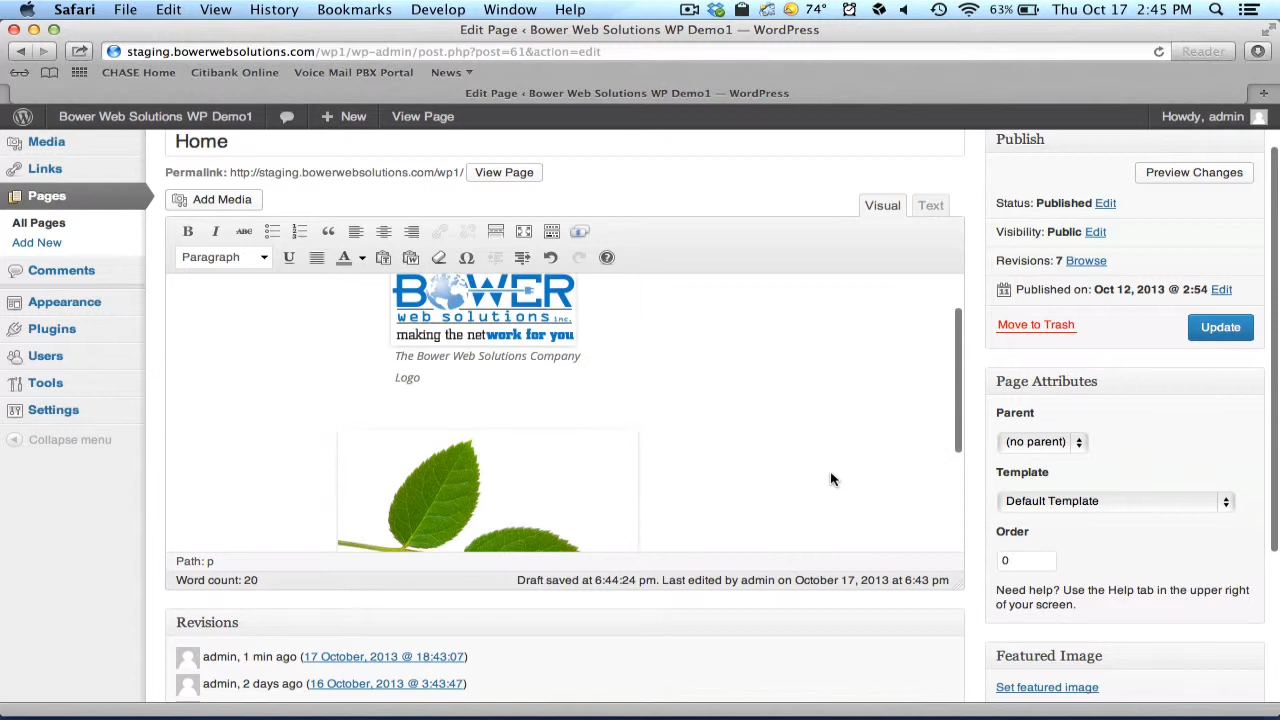 Safari File Edit View History Bookmarks Develop Window Help 74° 63% Thu Oct 17 2:45 PM
Edit Page ‹ Bower Web Solutions WP Demo1 — WordPress
staging.bowerwebsolutions.com/wp1/wp-admin/post.php?post=61&action=edit Reader
CHASE Home Citibank Online Voice Mail PBX Portal News
Edit Page ‹ Bower Web Solutions WP Demo1 — WordPress
Bower Web Solutions WP Demo1 New View Page Howdy, admin
Media
Links
Pages
All Pages
Add New
Comments
Appearance
Plugins
Users
Tools
Settings
Collapse menu
Home
Permalink: http://staging.bowerwebsolutions.com/wp1/ View Page
Add Media
Visual Text
B I ABC
Paragraph U A
BOWER
web solutions inc.
making the network for you
The Bower Web Solutions Company
Logo
Path: p
Word count: 20 Draft saved at 6:44:24 pm. Last edited by admin on October 17, 2013 at 6:43 pm
Revisions
admin, 1 min ago (17 October, 2013 @ 18:43:07)
admin, 2 days ago (16 October, 2013 @ 3:43:47)
Publish
Preview Changes
Status: Published Edit
Visibility: Public Edit
Revisions: 7 Browse
Published on: Oct 12, 2013 @ 2:54 Edit
Move to Trash Update
Page Attributes
Parent
(no parent)
Template
Default Template
Order
0
Need help? Use the Help tab in the upper right
of your screen.
Featured Image
Set featured image